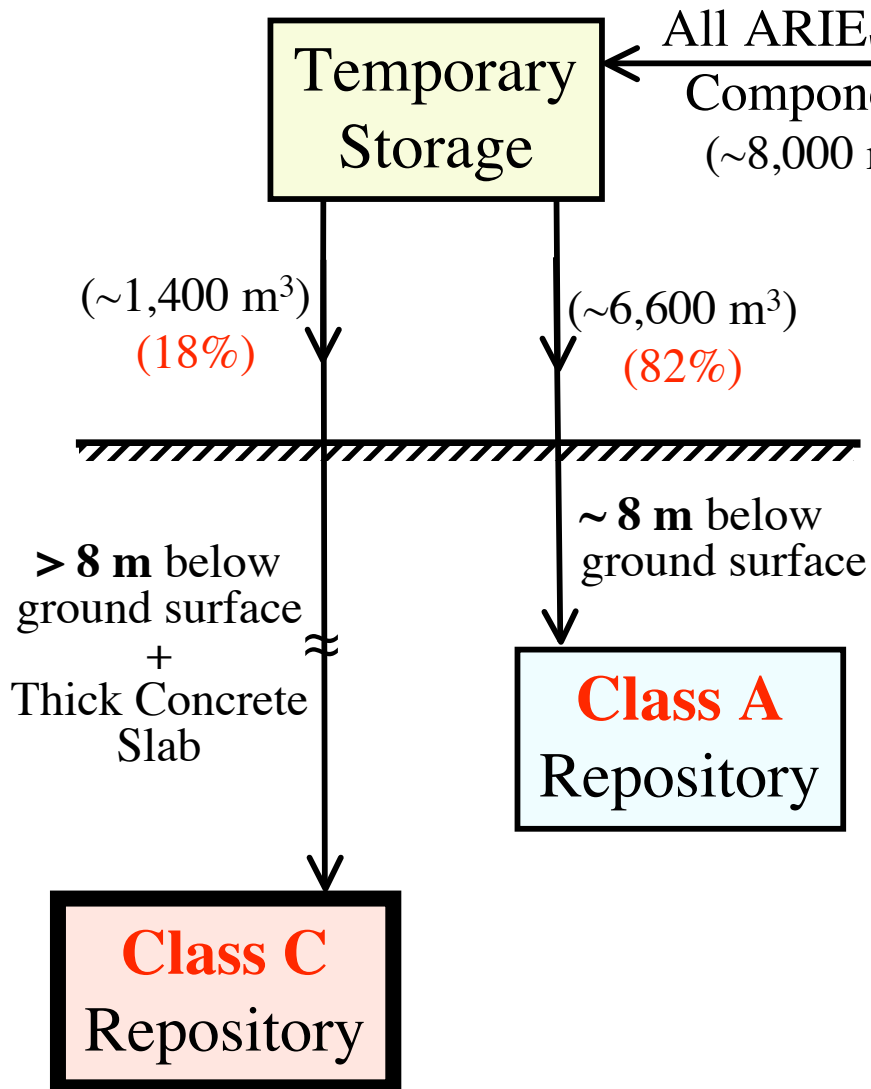 All ARIES
Temporary
Storage
(~8,000
(~1,400 m³)
(18%)
(~6,600 m³)
(82%)
~ 8 m below
ground surface
> 8 m below
ground surface
+
Thick Concrete
Slab
≈
Class A
Repository
Class C
Repository